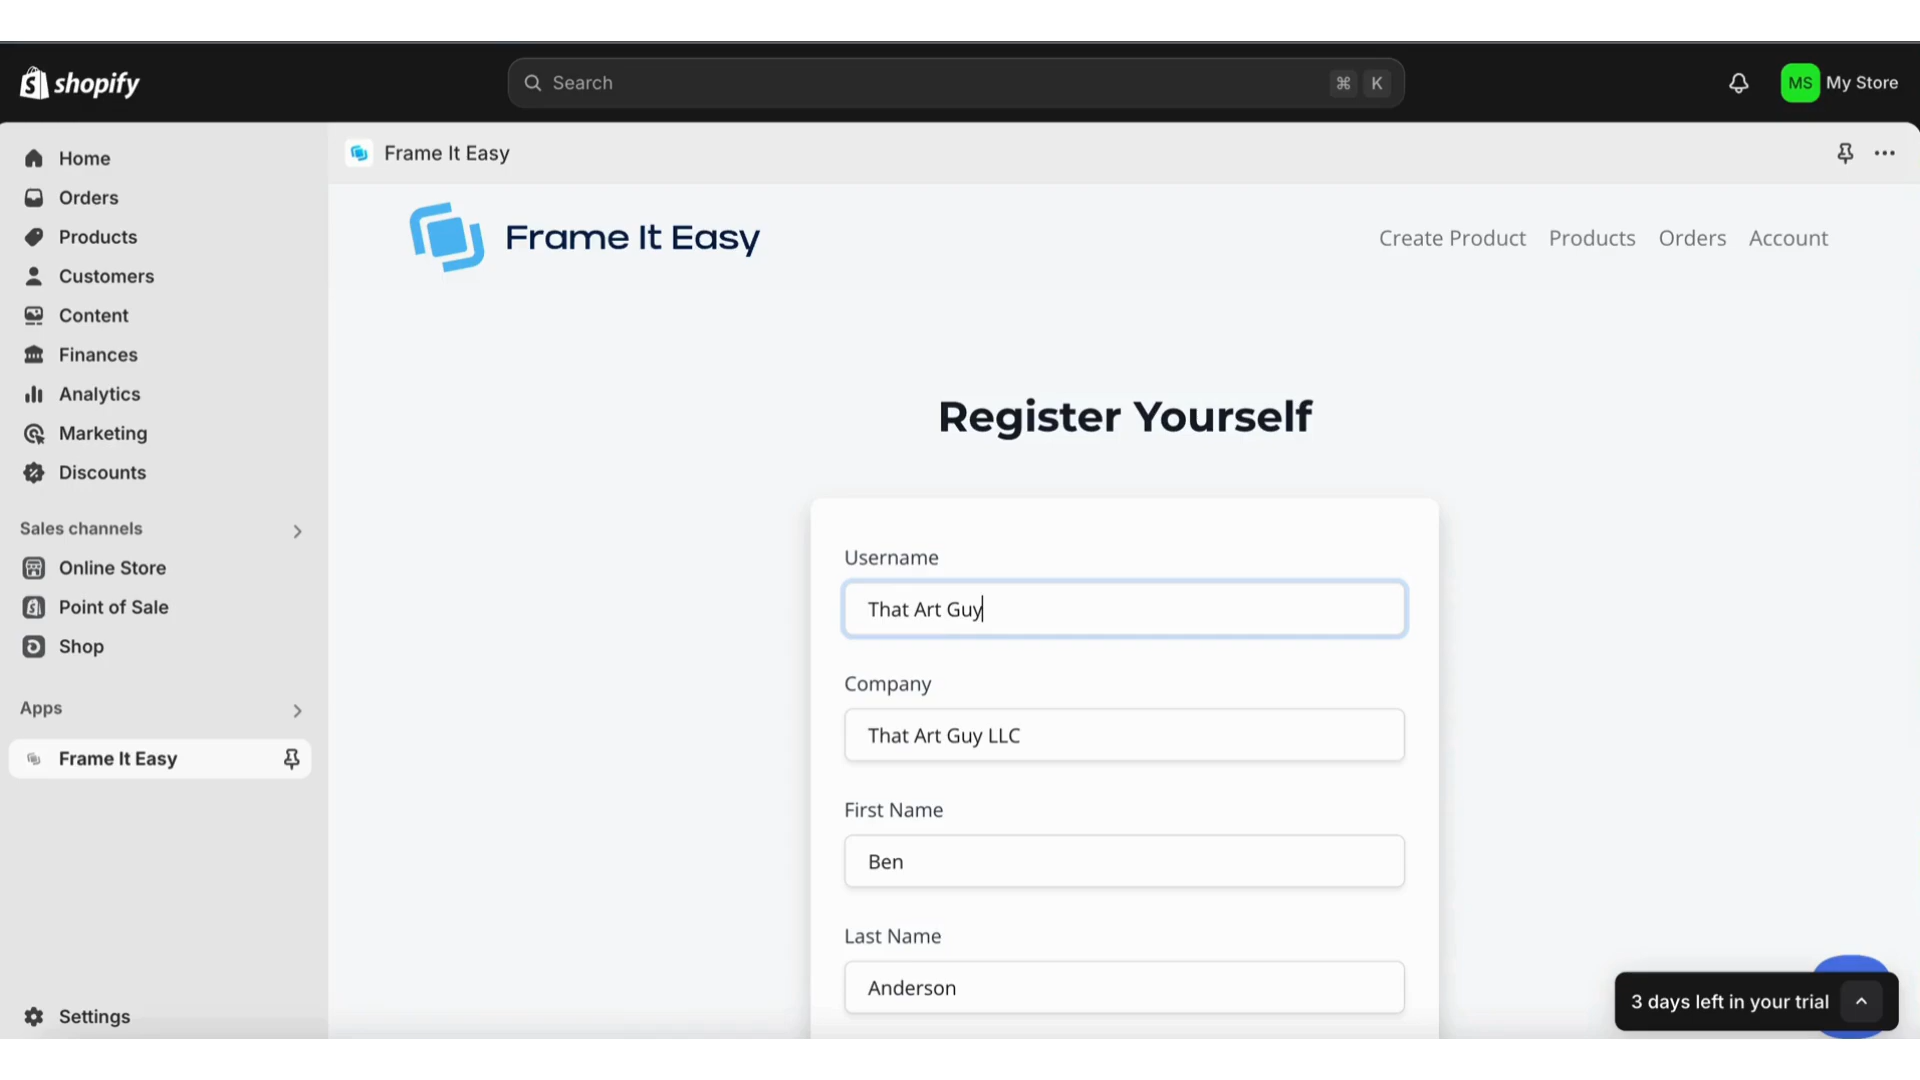 shopify
Search
⌘ K
MS My Store
Home
Orders
Products
Customers
Content
Finances
Analytics
Marketing
Discounts
Sales channels
Online Store
Point of Sale
Shop
Apps
Frame It Easy
Settings
Frame It Easy
Frame It Easy
Create Product Products Orders Account
Register Yourself
Username
That Art Guy
Company
That Art Guy LLC
First Name
Ben
Last Name
Anderson
3 days left in your trial